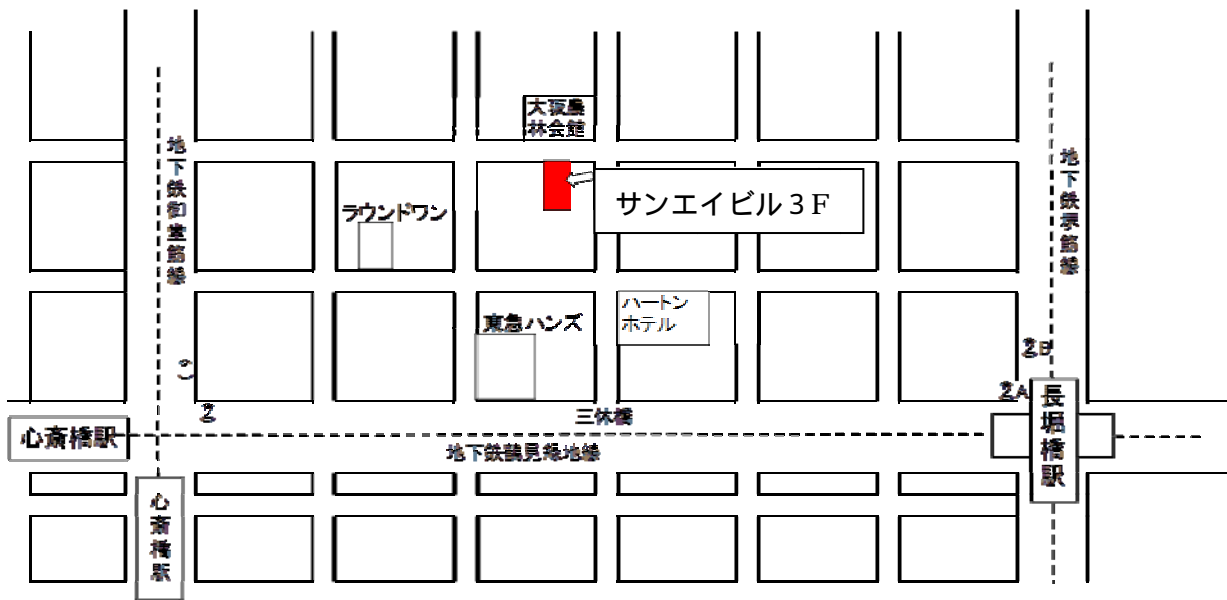 大阪農
林会館
地下鉄御堂筋線
地下鉄堺筋線
サンエイビル3F
ラウンドワン
ハートン
ホテル
東急ハンズ
2B
2A
2
長堀橋駅
三休橋
心斎橋駅
地下鉄鶴見緑地線
心斎橋駅